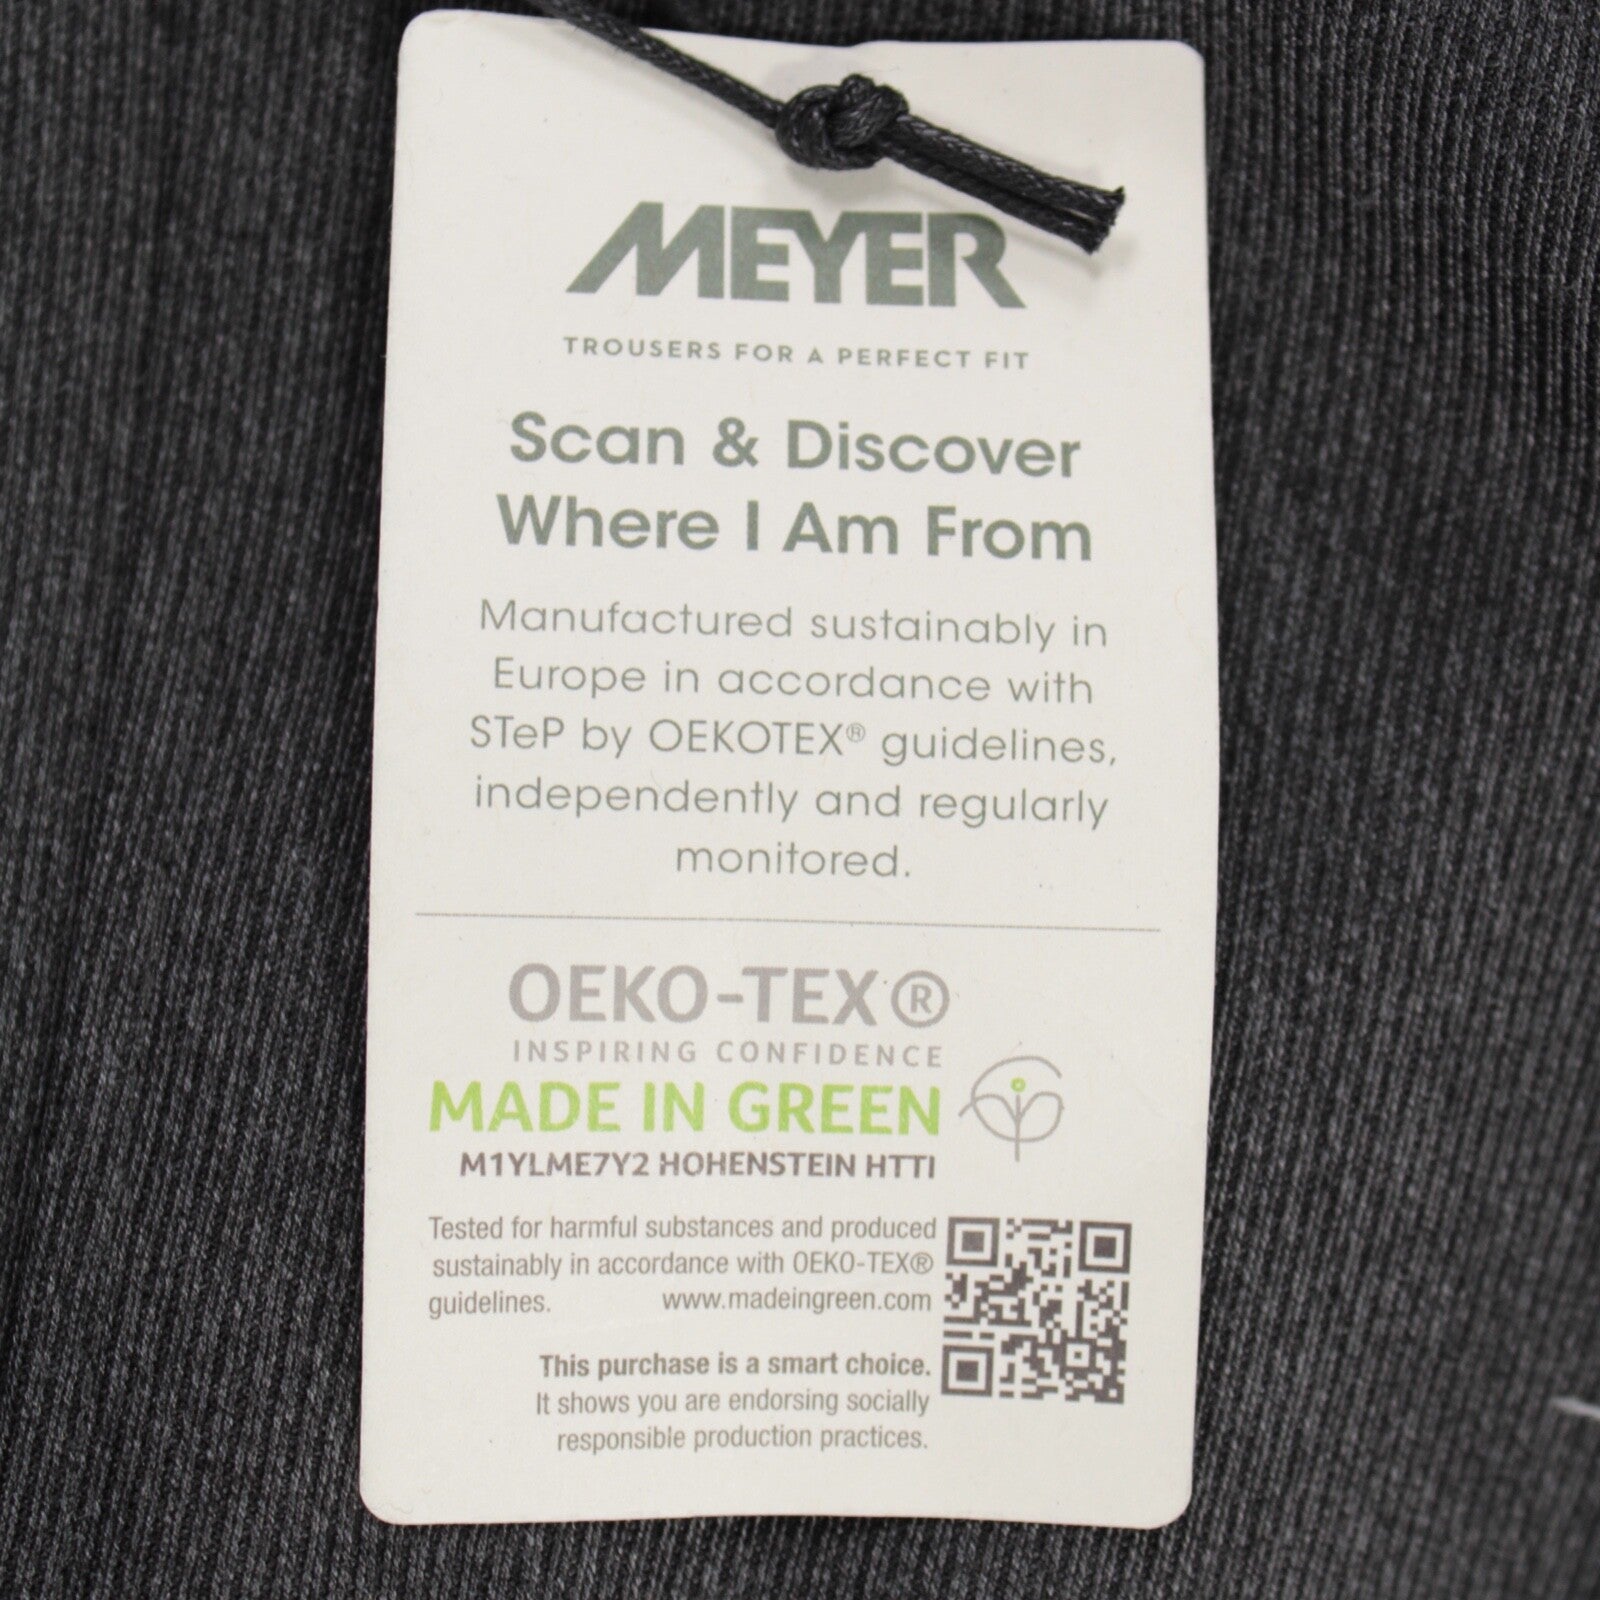 MEYER
TROUSERS FOR A PERFECT FIT
Scan & Discover
Where I Am From
Manufactured sustainably in
Europe in accordance with
STeP by OEKOTEX® guidelines,
independently and regularly
monitored.
OEKO-TEX®
INSPIRING CONFIDENCE
MADE IN GREEN
M1YLME7Y2 HOHENSTEIN HTTI
Tested for harmful substances and produced
sustainably in accordance with OEKO-TEX®
guidelines. www.madeingreen.com
This purchase is a smart choice.
It shows you are endorsing socially
responsible production practices.